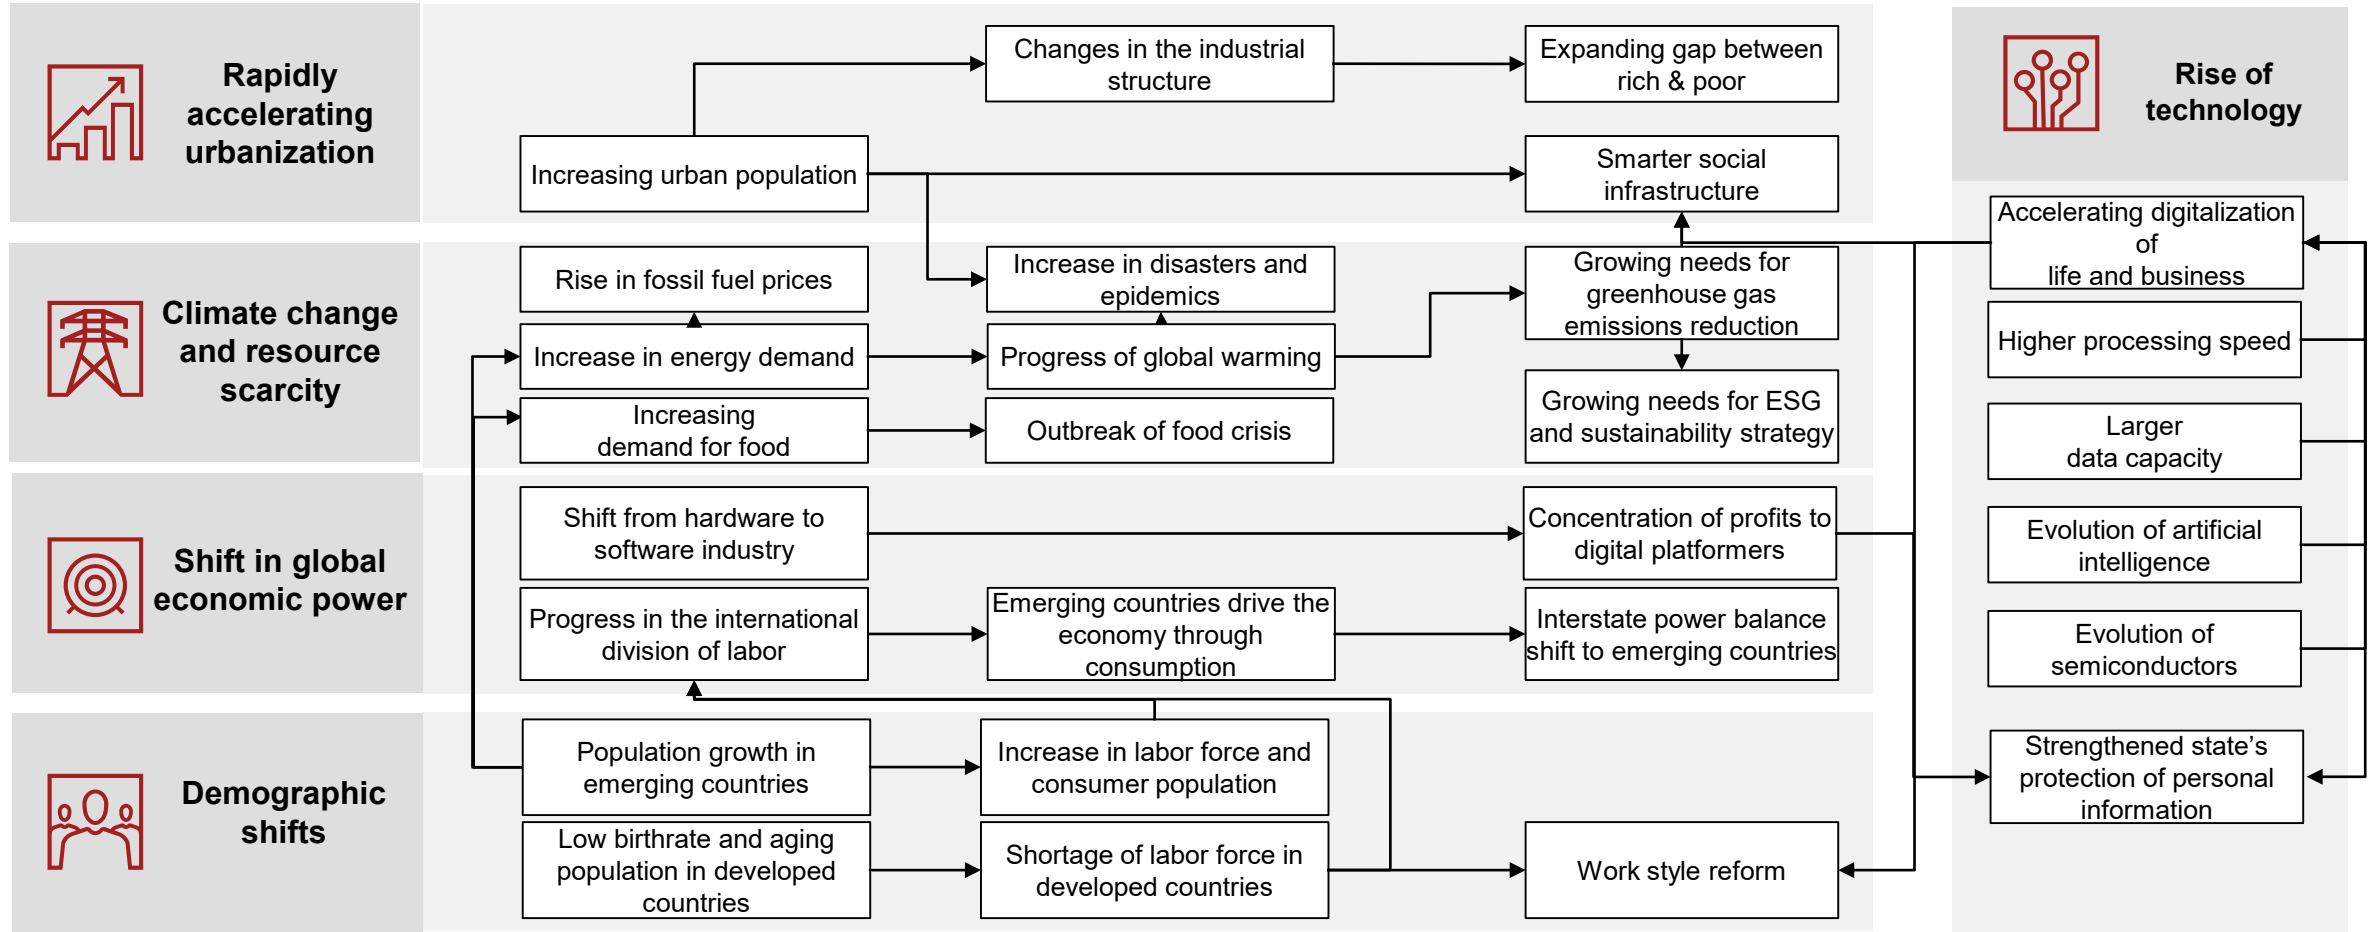 Rapidly
accelerating
urbanization
Changes in the industrial
structure
Expanding gap between
rich & poor
Increasing urban population
Smarter social
infrastructure
Climate change
and resource
scarcity
Rise in fossil fuel prices
Increase in disasters and
epidemics
Growing needs for
greenhouse gas
emissions reduction
Increase in energy demand
Progress of global warming
Increasing
demand for food
Outbreak of food crisis
Growing needs for ESG
and sustainability strategy
Shift in global
economic power
Shift from hardware to
software industry
Concentration of profits to
digital platformers
Progress in the international
division of labor
Emerging countries drive the
economy through
consumption
Interstate power balance
shift to emerging countries
Demographic
shifts
Population growth in
emerging countries
Increase in labor force and
consumer population
Low birthrate and aging
population in developed
countries
Shortage of labor force in
developed countries
Work style reform
Rise of
technology
Accelerating digitalization
of
life and business
Higher processing speed
Larger
data capacity
Evolution of artificial
intelligence
Evolution of
semiconductors
Strengthened state’s
protection of personal
information